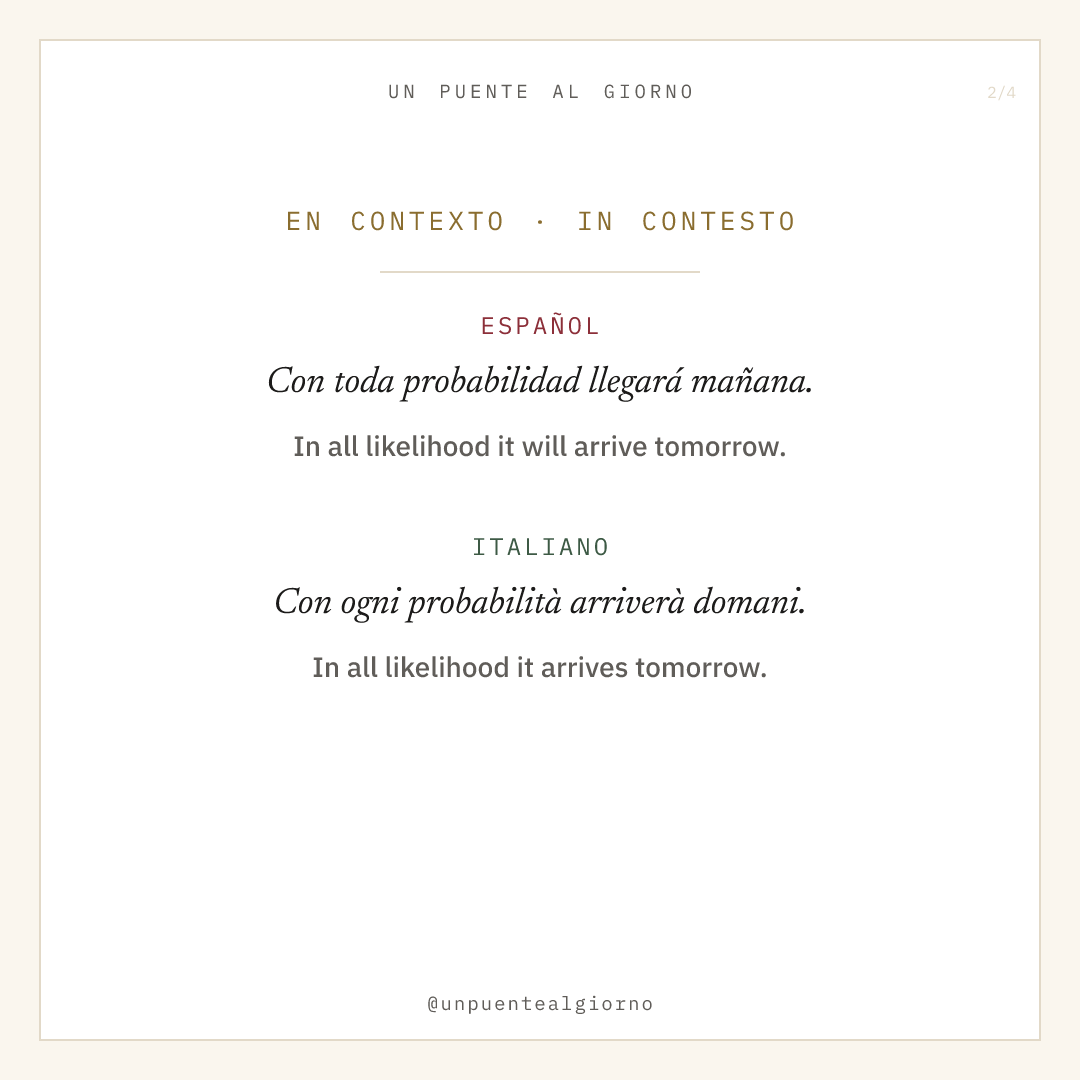 UN PUENTE AL GIORNO
2/4
EN CONTEXTO · IN CONTESTO
ESPAÑOL
Con toda probabilidad llegará mañana.
In all likelihood it will arrive tomorrow.
ITALIANO
Con ogni probabilità arriverà domani.
In all likelihood it arrives tomorrow.
@unpuentealgiorno